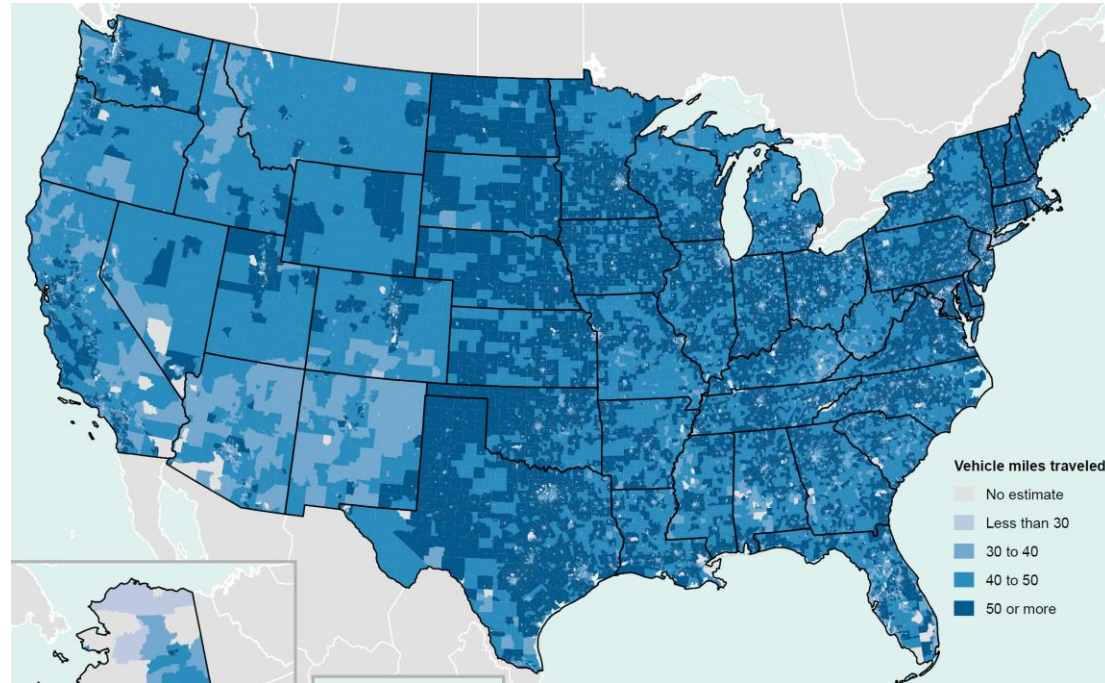 Vehicle miles traveled
No estimate
Less than 30
30 to 40
40 to 50
50 or more